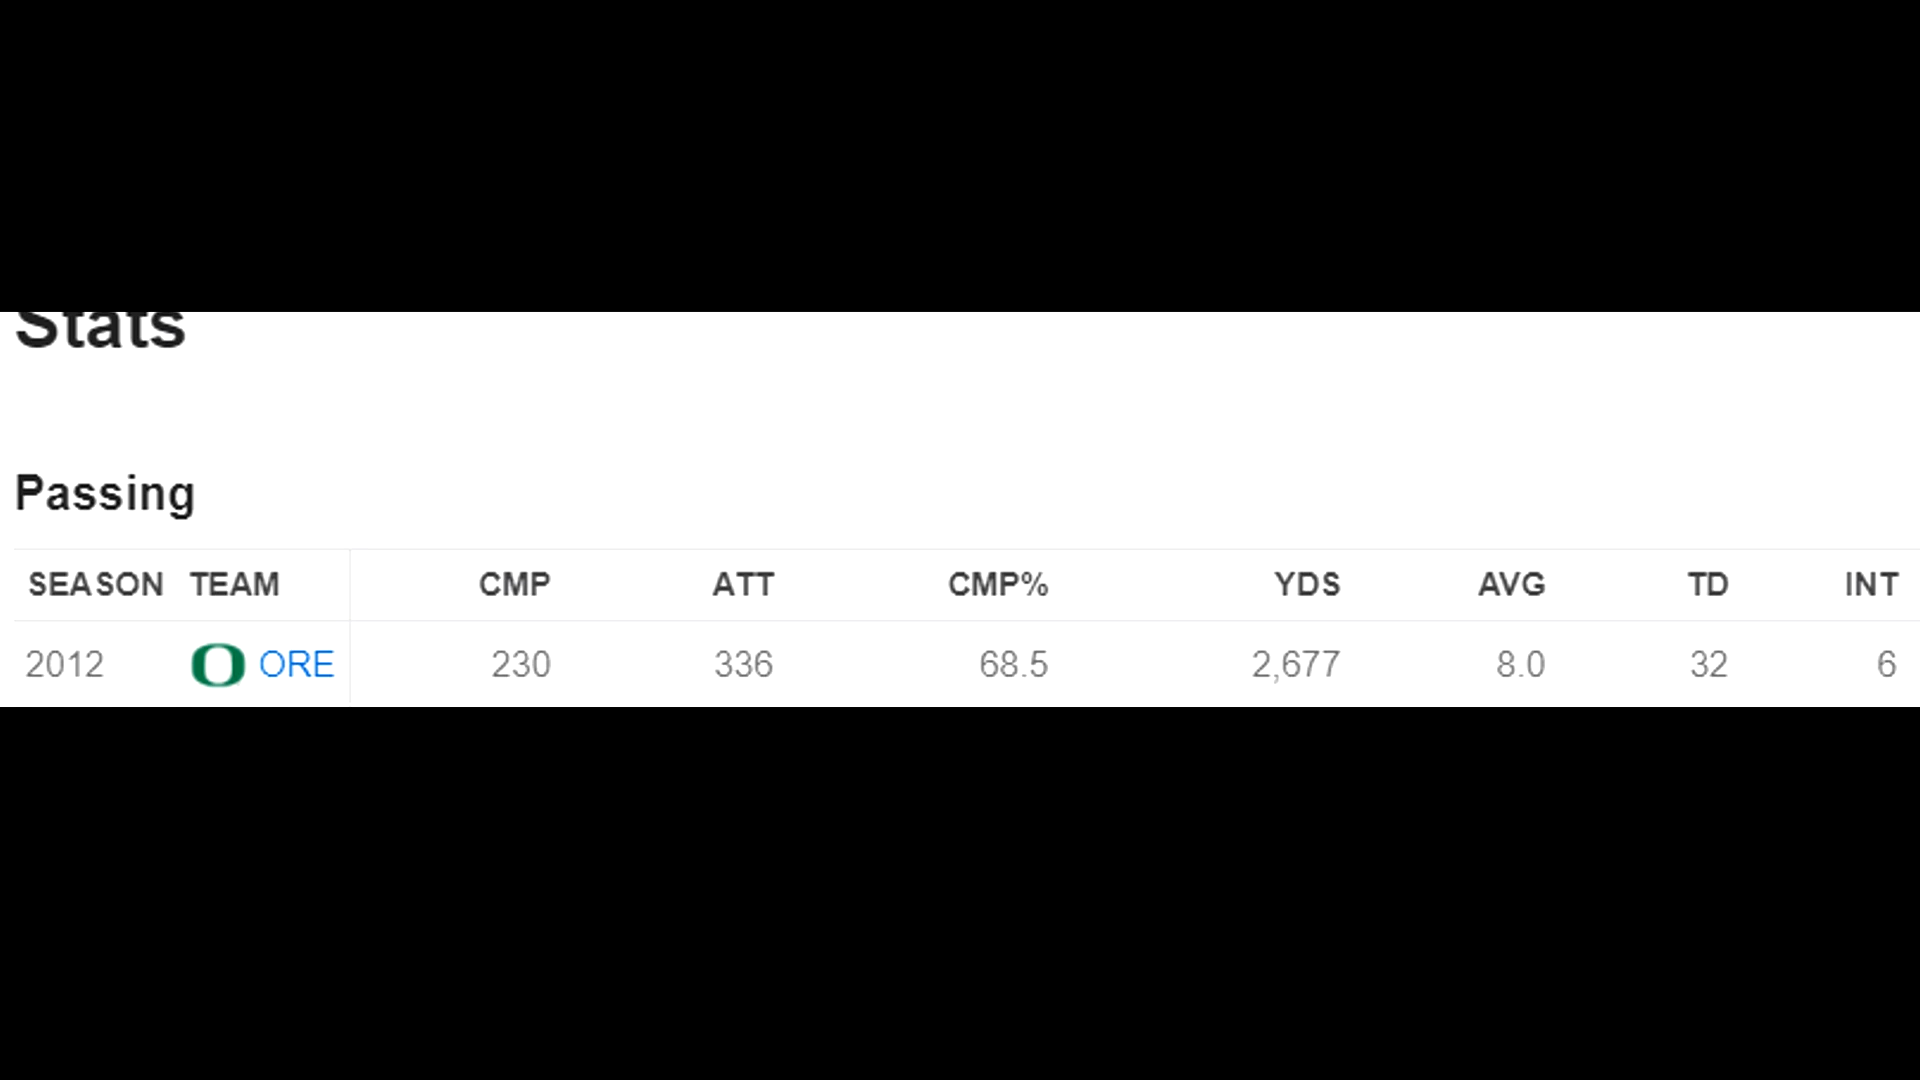 Stats
Passing
SEASON TEAM CMP ATT CMP% YDS AVG TD INT
2012 O ORE 230 336 68.5 2,677 8.0 32 6